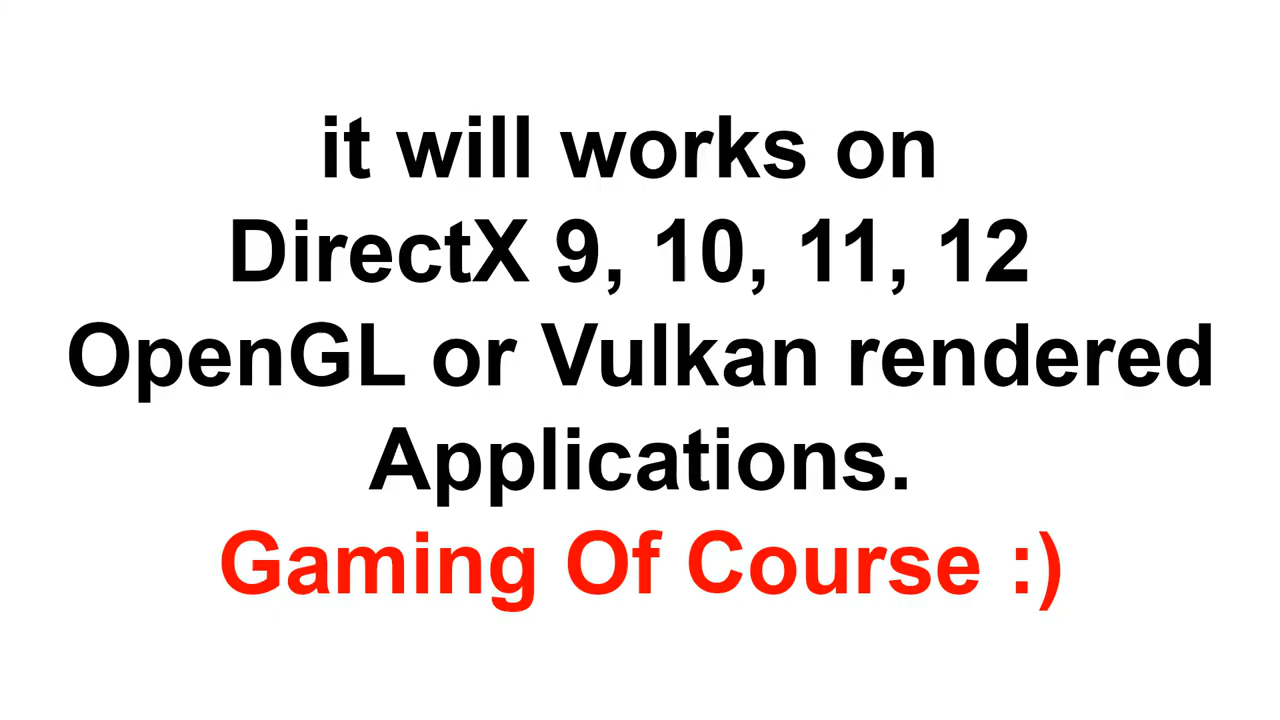 it will works on
DirectX 9, 10, 11, 12
OpenGL or Vulkan rendered
Applications.
Gaming Of Course :)